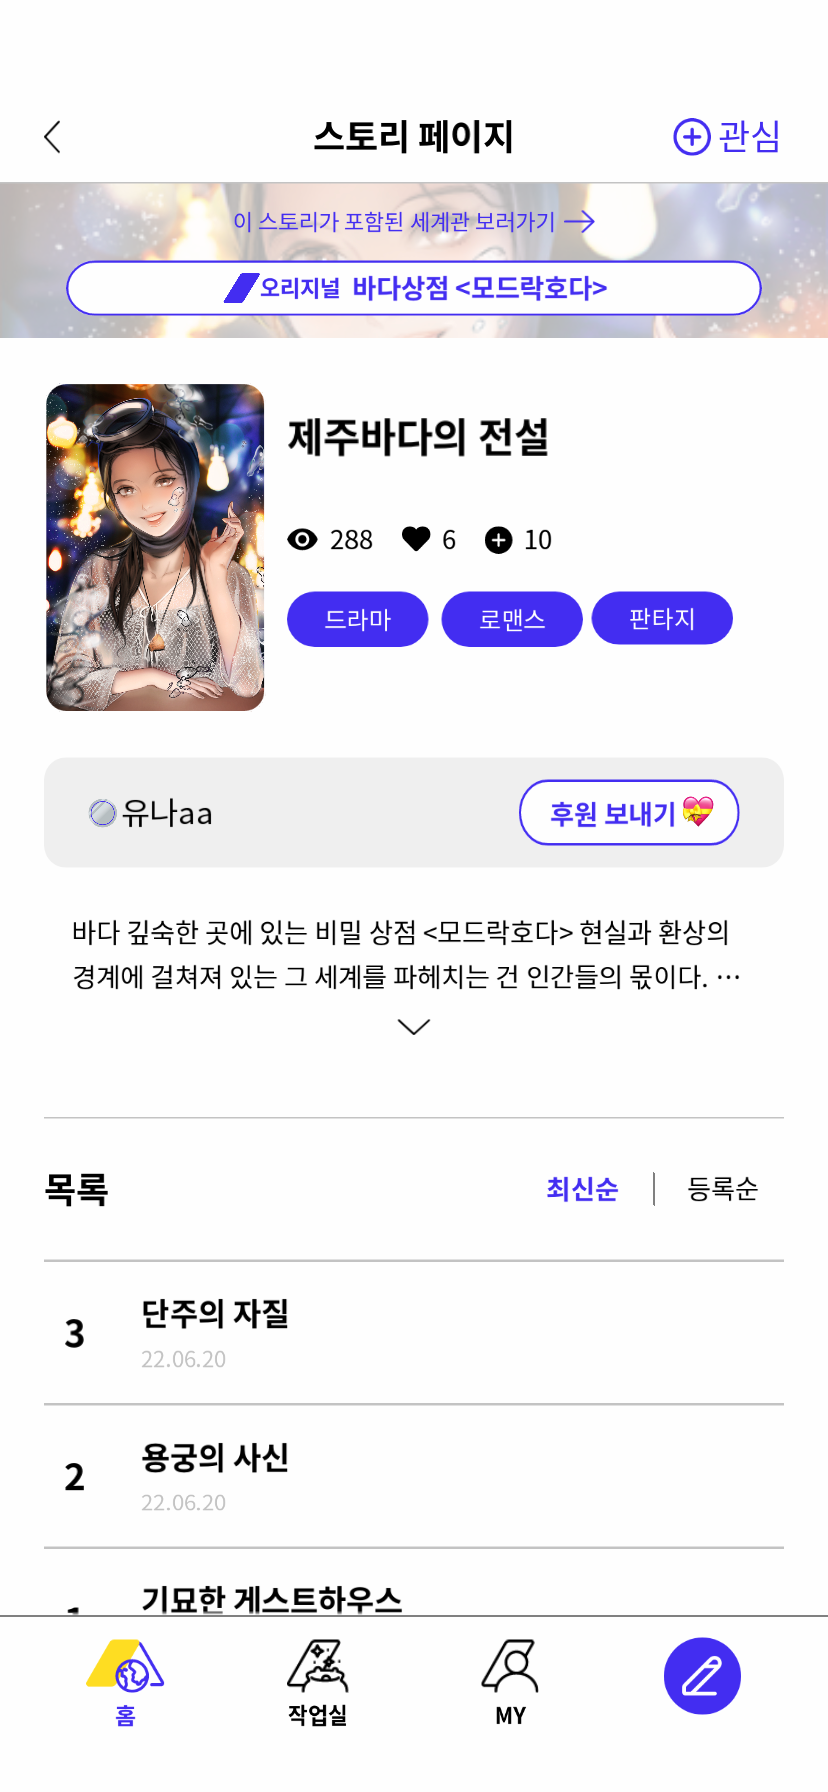 스토리 페이지
관심
이 스토리가 포함된 세계관 보러가기
오리지널 바다상점 <모드락호다>
제주바다의 전설
288 6 10
드라마 로맨스 판타지
유나aa
후원 보내기
바다 깊숙한 곳에 있는 비밀 상점 <모드락호다> 현실과 환상의
경계에 걸쳐져 있는 그 세계를 파헤치는 건 인간들의 몫이다. ⋯
목록
최신순 | 등록순
3 단주의 자질
22.06.20
2 용궁의 사신
22.06.20
1 기묘한 게스트하우스
홈 작업실 MY